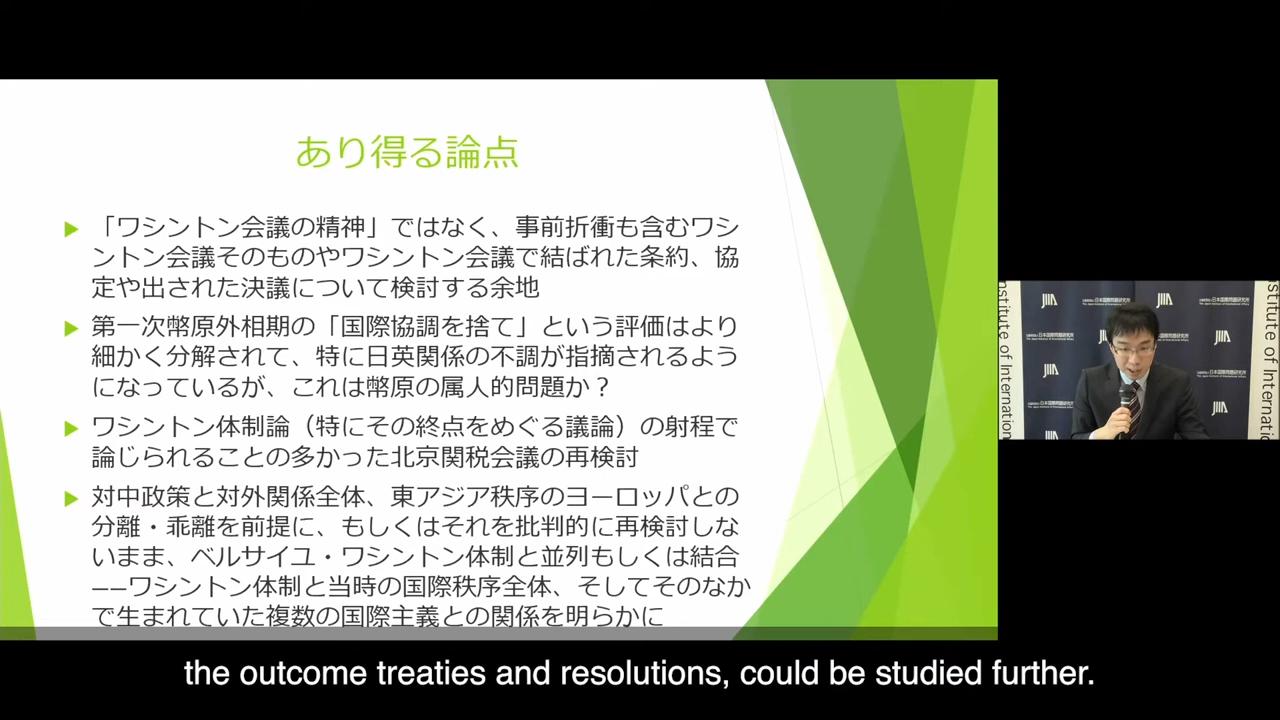 あり得る論点
「ワシントン会議の精神」ではなく、事前折衝も含むワシ
ントン会議そのものやワシントン会議で結ばれた条約、協
定や出された決議について検討する余地
第一次幣原外相期の「国際協調を捨て」という評価はより
細かく分解されて、特に日英関係の不調が指摘されるよう
になっているが、これは幣原の属人的問題か？
ワシントン体制論（特にその終点をめぐる議論）の射程で
論じられることの多かった北京関税会議の再検討
対中政策と対外関係全体、東アジア秩序のヨーロッパとの
分離・乖離を前提に、もしくはそれを批判的に再検討しな
いまま、ベルサイユ・ワシントン体制と並列もしくは結合
——ワシントン体制と当時の国際秩序全体、そしてそのなか
で生まれていた複数の国際主義との関係を明らかに
nstitute of International
stitute of Internatio
JIIA
日本国際問題研究所
the outcome treaties and resolutions, could be studied further.